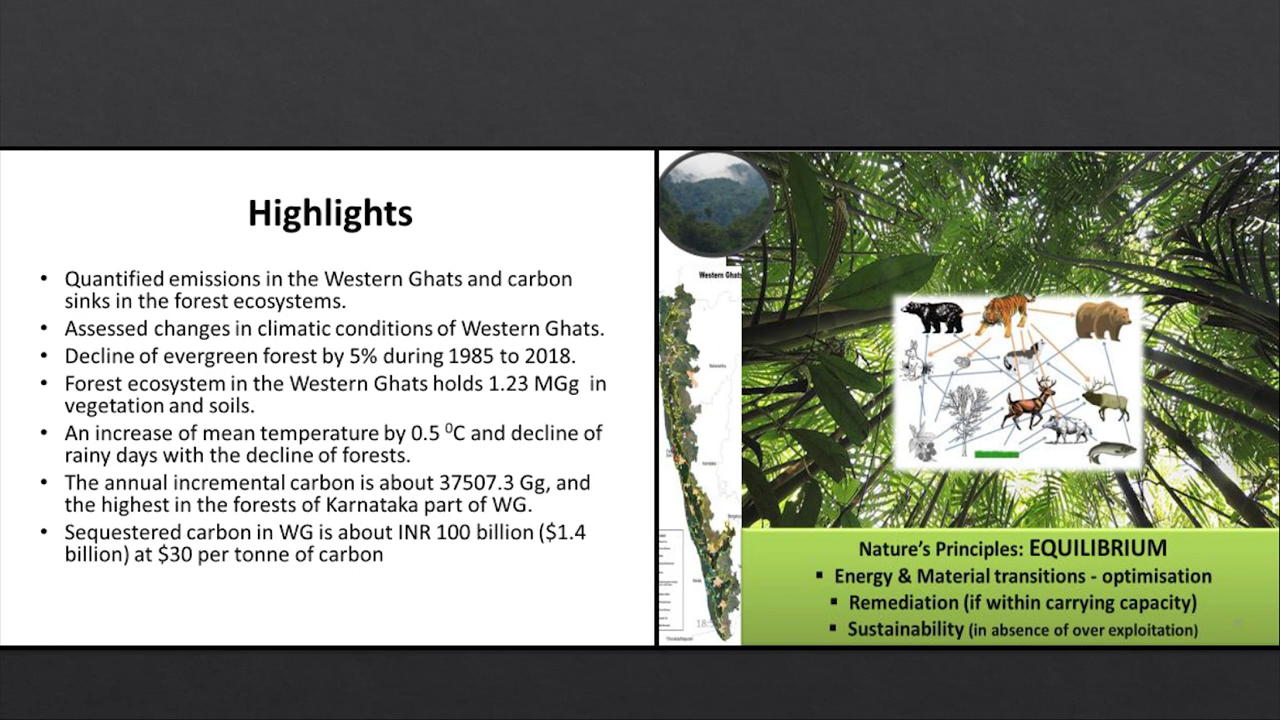 Highlights
• Quantified emissions in the Western Ghats and carbon
sinks in the forest ecosystems.
• Assessed changes in climatic conditions of Western Ghats.
• Decline of evergreen forest by 5% during 1985 to 2018.
• Forest ecosystem in the Western Ghats holds 1.23 MGg in
vegetation and soils.
• An increase of mean temperature by 0.5 ⁰C and decline of
rainy days with the decline of forests.
• The annual incremental carbon is about 37507.3 Gg, and
the highest in the forests of Karnataka part of WG.
• Sequestered carbon in WG is about INR 100 billion ($1.4
billion) at $30 per tonne of carbon
Western Ghats
Nature's Principles: EQUILIBRIUM
▪ Energy & Material transitions - optimisation
▪ Remediation (if within carrying capacity)
▪ Sustainability (in absence of over exploitation)